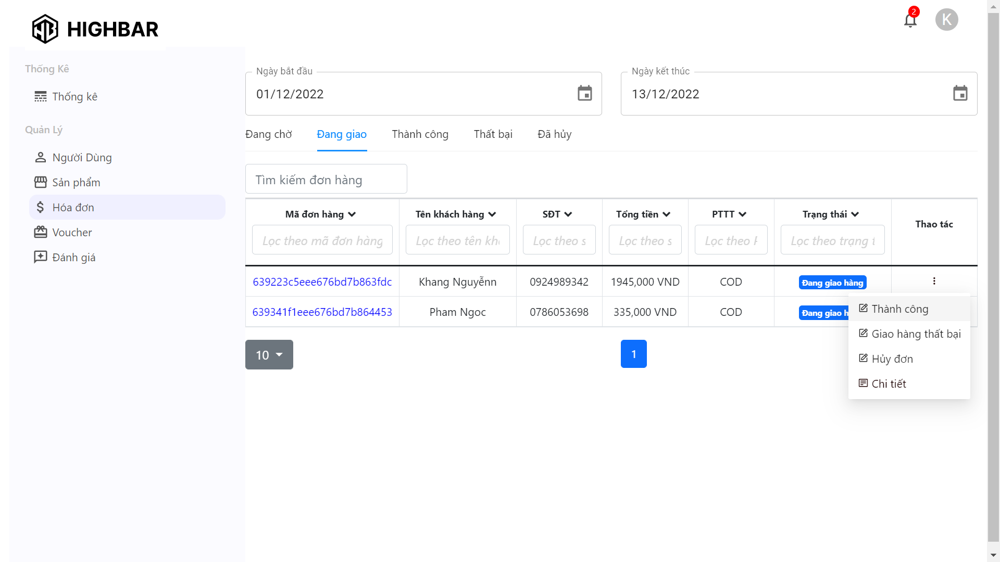 HIGHBAR
2
K
Thống Kê
Thống kê
Quản Lý
Người Dùng
Sản phẩm
Hóa đơn
Voucher
Đánh giá
Ngày bắt đầu
01/12/2022
Ngày kết thúc
13/12/2022
Đang chờ Đang giao Thành công Thất bại Đã hủy
Tìm kiếm đơn hàng
Mã đơn hàng Tên khách hàng SĐT Tổng tiền PTTT Trạng thái Thao tác
Lọc theo mã đơn hàng Lọc theo tên Lọc theo Lọc theo Lọc theo Lọc theo trạng
639223c5eee676bd7b863fdc Khang Nguyễnn 0924989342 1945,000 VND COD Đang giao hàng
639341f1eee676bd7b864453 Pham Ngoc 0786053698 335,000 VND COD Đang giao
Thành công
Giao hàng thất bại
Hủy đơn
Chi tiết
10
1